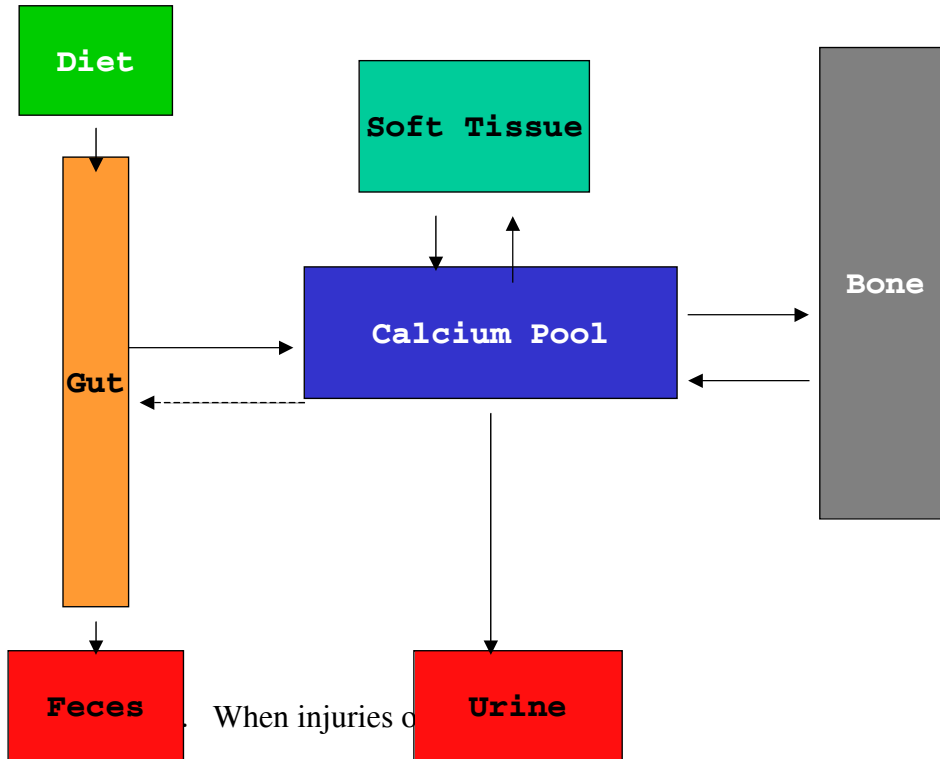 Diet
Soft Tissue
Bone
Calcium Pool
Gut
Feces
. When injuries
Urine